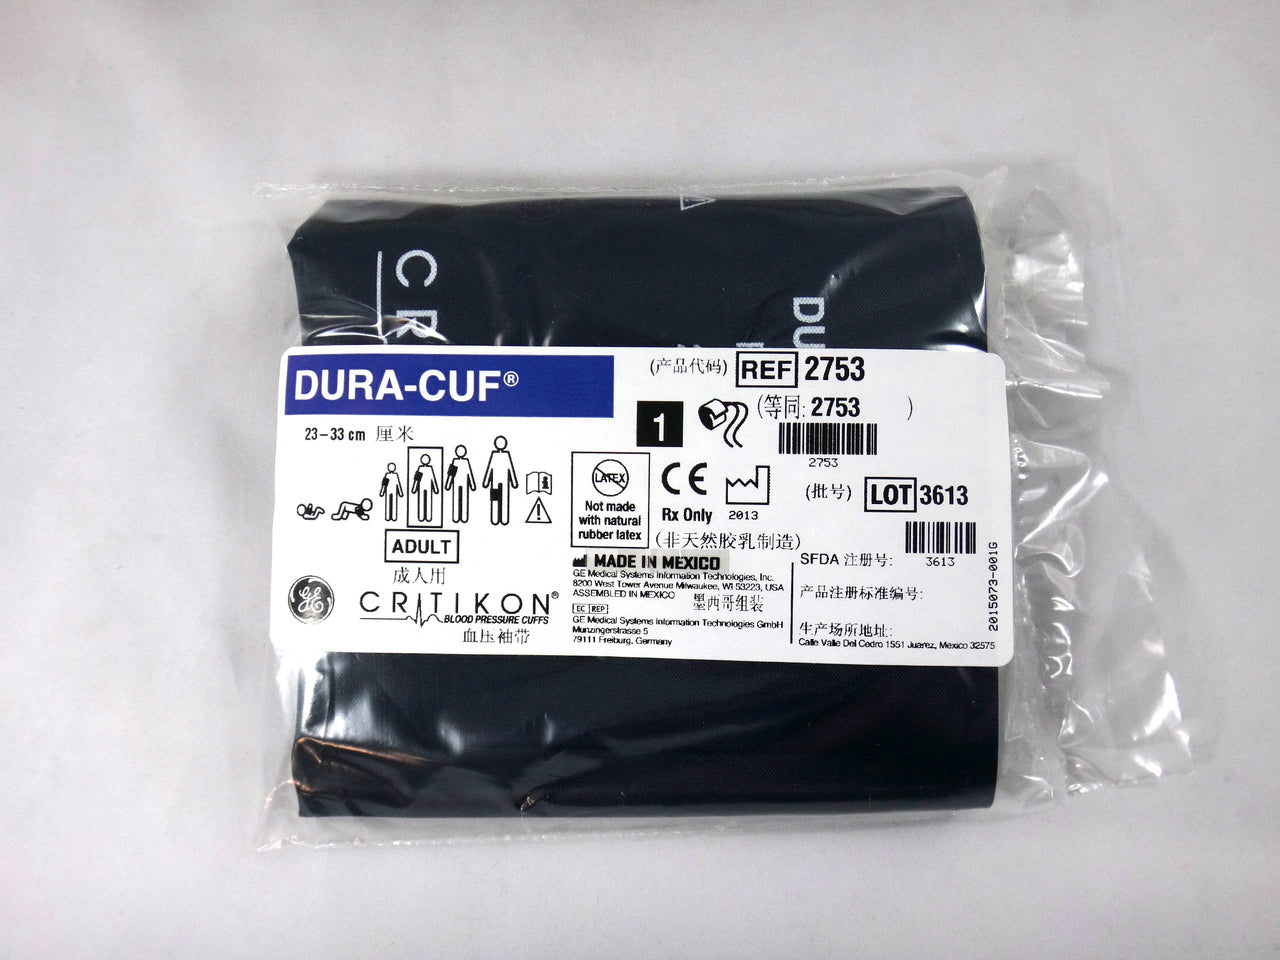 CR
DU
DURA-CUF®
(产品代码) REF 2753
1
(等同: 2753 )
2753
23-33 cm 厘米
ADULT
成人用
LATEX
Not made
with natural
rubber latex
CE
Rx Only
2013
(批号) LOT 3613
3613
(非天然胶乳制造)
MADE IN MEXICO
GE Medical Systems Information Technologies, Inc.
8200 West Tower Avenue Milwaukee, WI 53223, USA
ASSEMBLED IN MEXICO 墨西哥组装
EC REP
GE Medical Systems Information Technologies GmbH
Munzingerstrasse 5
79111 Freiburg, Germany
GE
CRITIKON®
BLOOD PRESSURE CUFFS
血压袖带
SFDA 注册号:
产品注册标准编号:
生产场所地址:
Calle Valle Del Cedro 1551 Juarez, Mexico 32575
2015073-001G